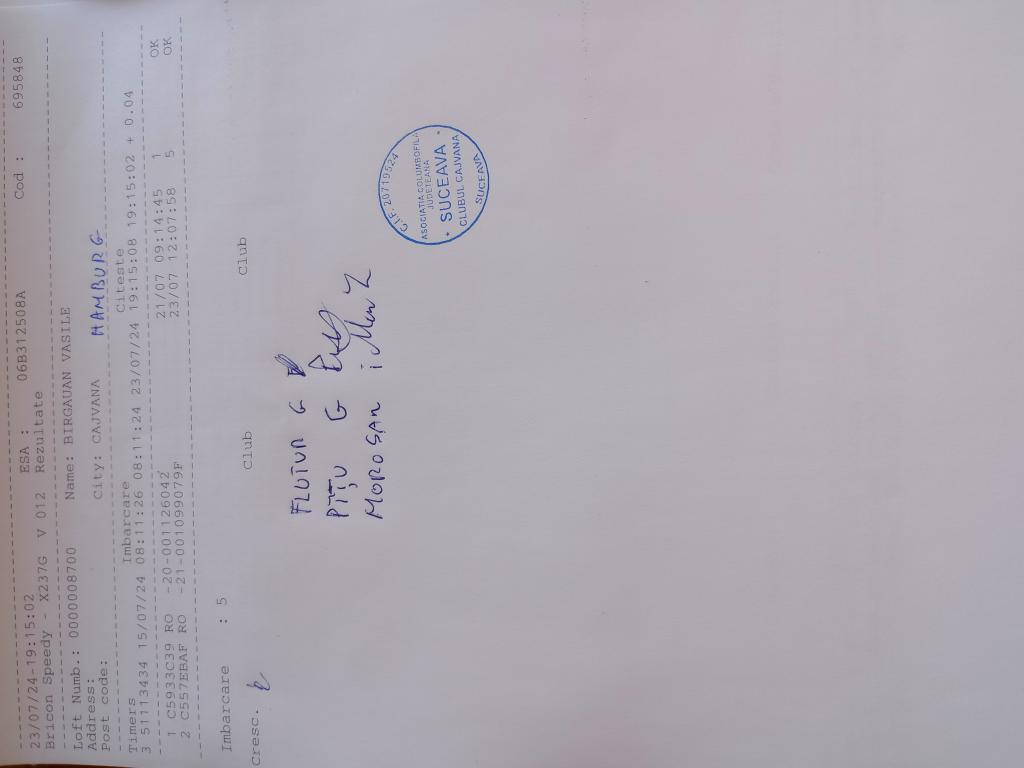 23/07/24-19:15:02 ESA : 06B312508A Cod : 695848
Bricon Speedy - X237G V 012 Rezultate
Loft Numb.: 0000008700 Name: BIRGAUAN VASILE
Address:
Post code: City: CAJVANA HAMBURG
Timers Imbarcare Citeste
3 51113434 15/07/24 08:11:26 08:11:24 23/07/24 19:15:08 19:15:02 + 0.04
1 C5933C39 RO -20-001126042 21/07 09:14:45 1 OK
2 C557EBAF RO -21-001099079F 23/07 12:07:58 5 OK
Imbarcare : 5
Cresc. Club Club
FLUTUR G
PIȚU G
MOROSAN i
C.I.F. 20719524
ASOCIATIA COLUMBOFILA
JUDETEANA
* SUCEAVA *
CLUBUL CAJVANA
SUCEAVA